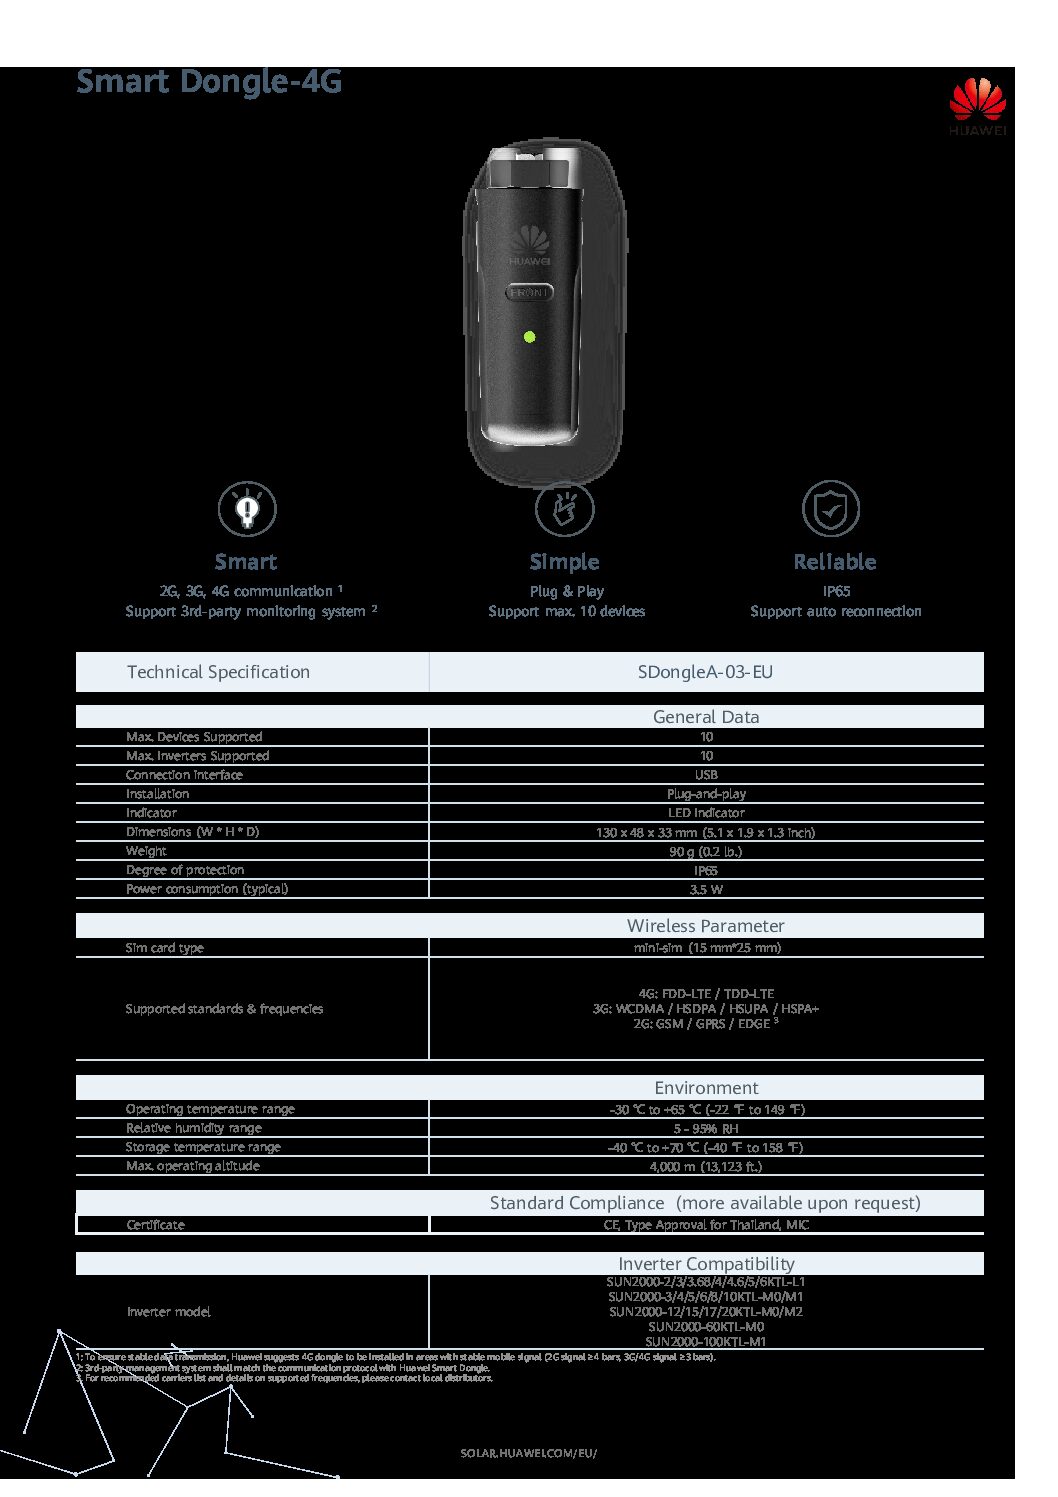 Smart Dongle-4G
HUAWEI
HUAWEI
FRONT
Smart
2G, 3G, 4G communication 1
Support 3rd-party monitoring system 2
Simple
Plug & Play
Support max. 10 devices
Reliable
IP65
Support auto reconnection
Technical Specification SDongleA-03-EU
General Data
Max. Devices Supported 10
Max. Inverters Supported 10
Connection Interface USB
Installation Plug-and-play
Indicator LED Indicator
Dimensions (W * H * D) 130 x 48 x 33 mm (5.1 x 1.9 x 1.3 inch)
Weight 90 g (0.2 lb.)
Degree of protection IP65
Power consumption (typical) 3.5 W
Wireless Parameter
Sim card type mini-sim (15 mm*25 mm)
Supported standards & frequencies
4G: FDD-LTE / TDD-LTE
3G: WCDMA / HSDPA / HSUPA / HSPA+
2G: GSM / GPRS / EDGE 3
Environment
Operating temperature range -30 ℃ to +65 ℃ (-22 ℉ to 149 ℉)
Relative humidity range 5 - 95% RH
Storage temperature range -40 ℃ to +70 ℃ (-40 ℉ to 158 ℉)
Max. operating altitude 4,000 m (13,123 ft.)
Standard Compliance (more available upon request)
Certificate CE, Type Approval for Thailand, MIC
Inverter Compatibility
Inverter model
SUN2000-2/3/3.68/4/4.6/5/6KTL-L1
SUN2000-3/4/5/6/8/10KTL-M0/M1
SUN2000-12/15/17/20KTL-M0/M2
SUN2000-60KTL-M0
SUN2000-100KTL-M1
1: To ensure stable data transmission, Huawei suggests 4G dongle to be installed in areas with stable mobile signal (2G signal ≥4 bars, 3G/4G signal ≥3 bars).
2: 3rd-party management system shall match the communication protocol with Huawei Smart Dongle.
3. For recommended carriers list and details on supported frequencies, please contact local distributors.
SOLAR.HUAWEI.COM/EU/